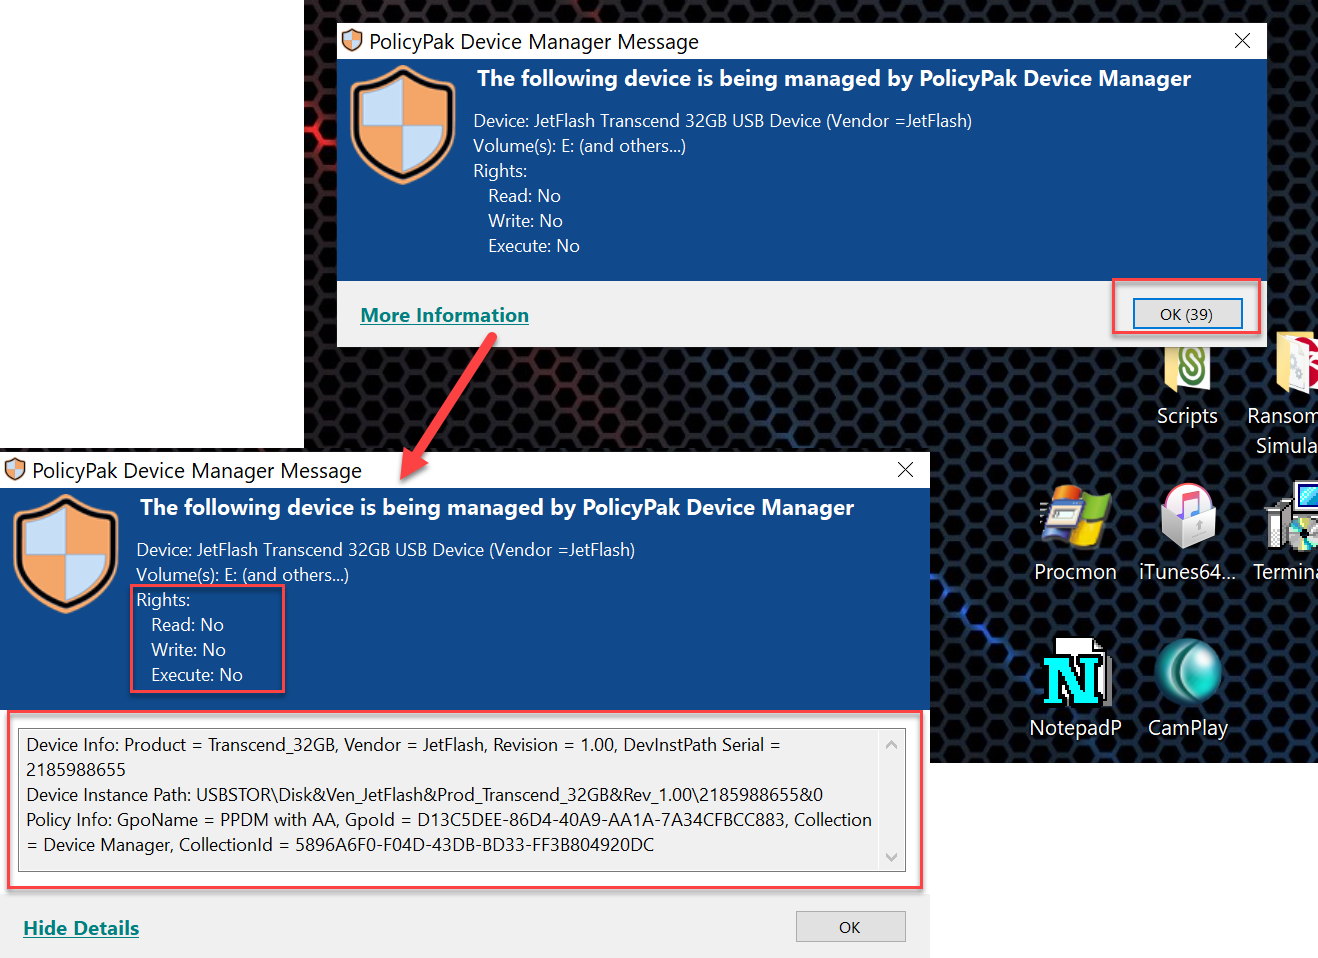 PolicyPak Device Manager Message
The following device is being managed by PolicyPak Device Manager
Device: JetFlash Transcend 32GB USB Device (Vendor =JetFlash)
Volume(s): E: (and others...)
Rights:
Read: No
Write: No
Execute: No
More Information
OK (39)
Scripts
Ransom
Simula
PolicyPak Device Manager Message
The following device is being managed by PolicyPak Device Manager
Device: JetFlash Transcend 32GB USB Device (Vendor =JetFlash)
Volume(s): E: (and others...)
Rights:
Read: No
Write: No
Execute: No
Device Info: Product = Transcend_32GB, Vendor = JetFlash, Revision = 1.00, DevInstPath Serial =
2185988655
Device Instance Path: USBSTOR\Disk&Ven_JetFlash&Prod_Transcend_32GB&Rev_1.00\2185988655&0
Policy Info: GpoName = PPDM with AA, GpoId = D13C5DEE-86D4-40A9-AA1A-7A34CFBCC883, Collection
= Device Manager, CollectionId = 5896A6F0-F04D-43DB-BD33-FF3B804920DC
Hide Details
OK
Procmon
iTunes64...
Termina
N
NotepadP
CamPlay